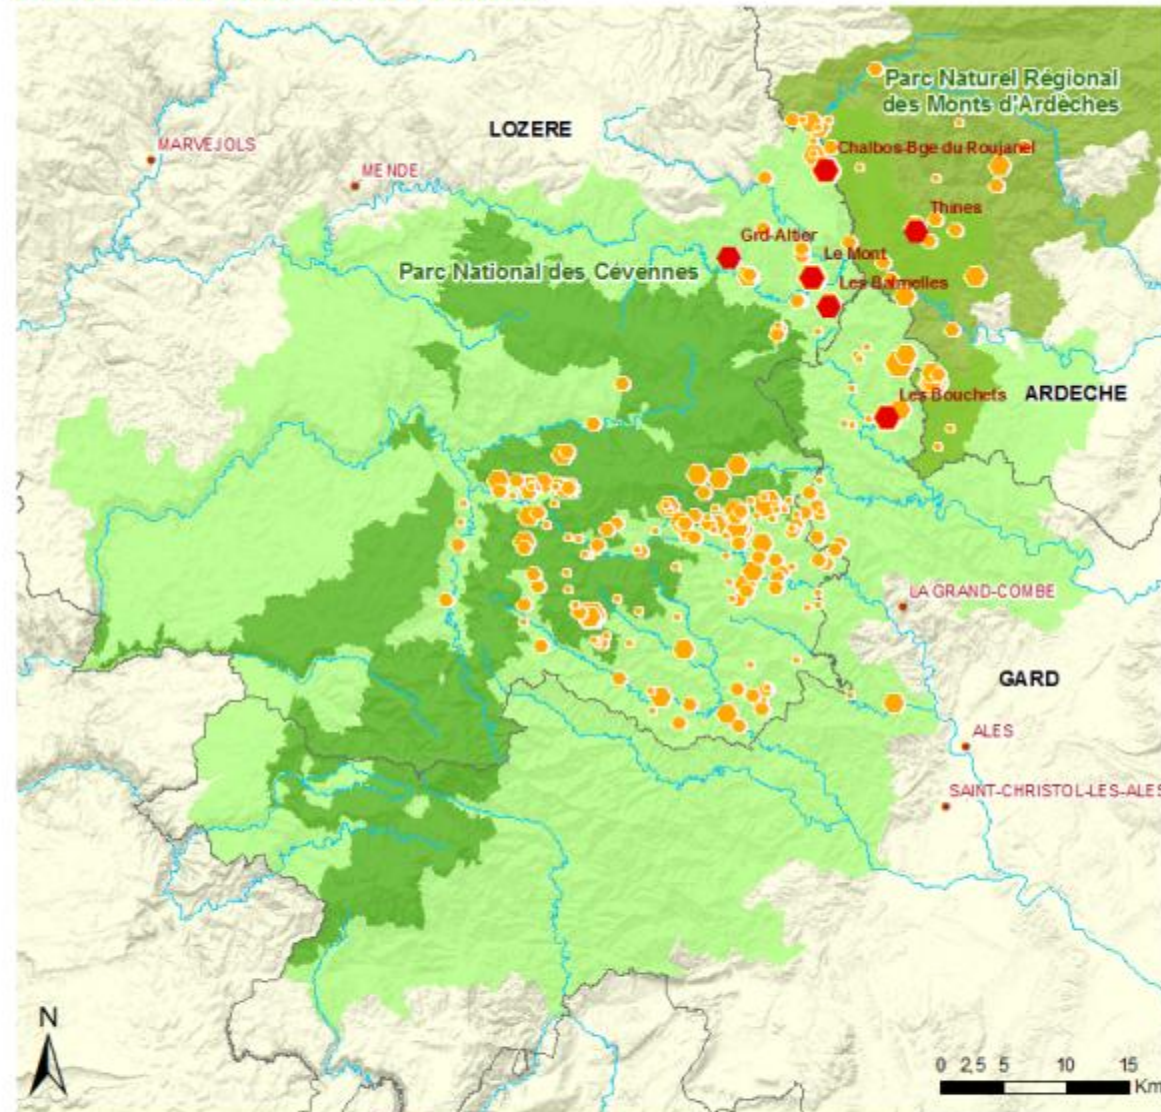 Parc Naturel Régional
des Monts d'Ardèches
LOZERE
MARVEJOLS
Chalbos-Bge du Roujanel
MENDE
Thines
Grd-Altier
Le Mont
Parc National des Cévennes
Les Balmelles
Les Bouchets
ARDECHE
LA GRAND-COMBE
GARD
ALES
SAINT-CHRISTOL-LES-ALES
N
0 2,5 5 10 15
Km